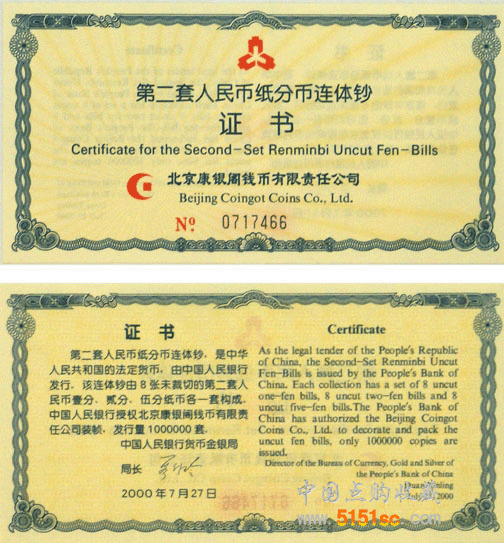 第二套人民币纸分币连体钞
证书
Certificate for the Second-Set Renminbi Uncut Fen-Bills
北京康银阁钱币有限责任公司
Beijing Coingot Coins Co., Ltd.
Nº 0717466
证书
第二套人民币纸分币连体钞，是中华
人民共和国的法定货币，由中国人民银行
发行，该连体钞由8张未裁切的第二套人
民币壹分、贰分、伍分纸币各一套构成。
中国人民银行授权北京康银阁钱币有限责
任公司装帧，发行量1000000套。
中国人民银行货币金银局
局长
2000年7月27日
Certificate
As the legal tender of the People's Republic
of China, the Second-Set Renminbi Uncut
Fen-Bills is issued by the People's Bank of
China. Each collection has a set of 8 uncut
one-fen bills, 8 uncut two-fen bills and 8
uncut five-fen bills.The People's Bank of
China has authorized the Beijing Coingot
Coins Co., Ltd. to decorate and pack the
uncut fen bills, only 1000000 copies are
issued.
Director of the Bureau of Currency, Gold and Silver of
the People's Bank of China
2000
中国点购收藏
www.5151sc.com